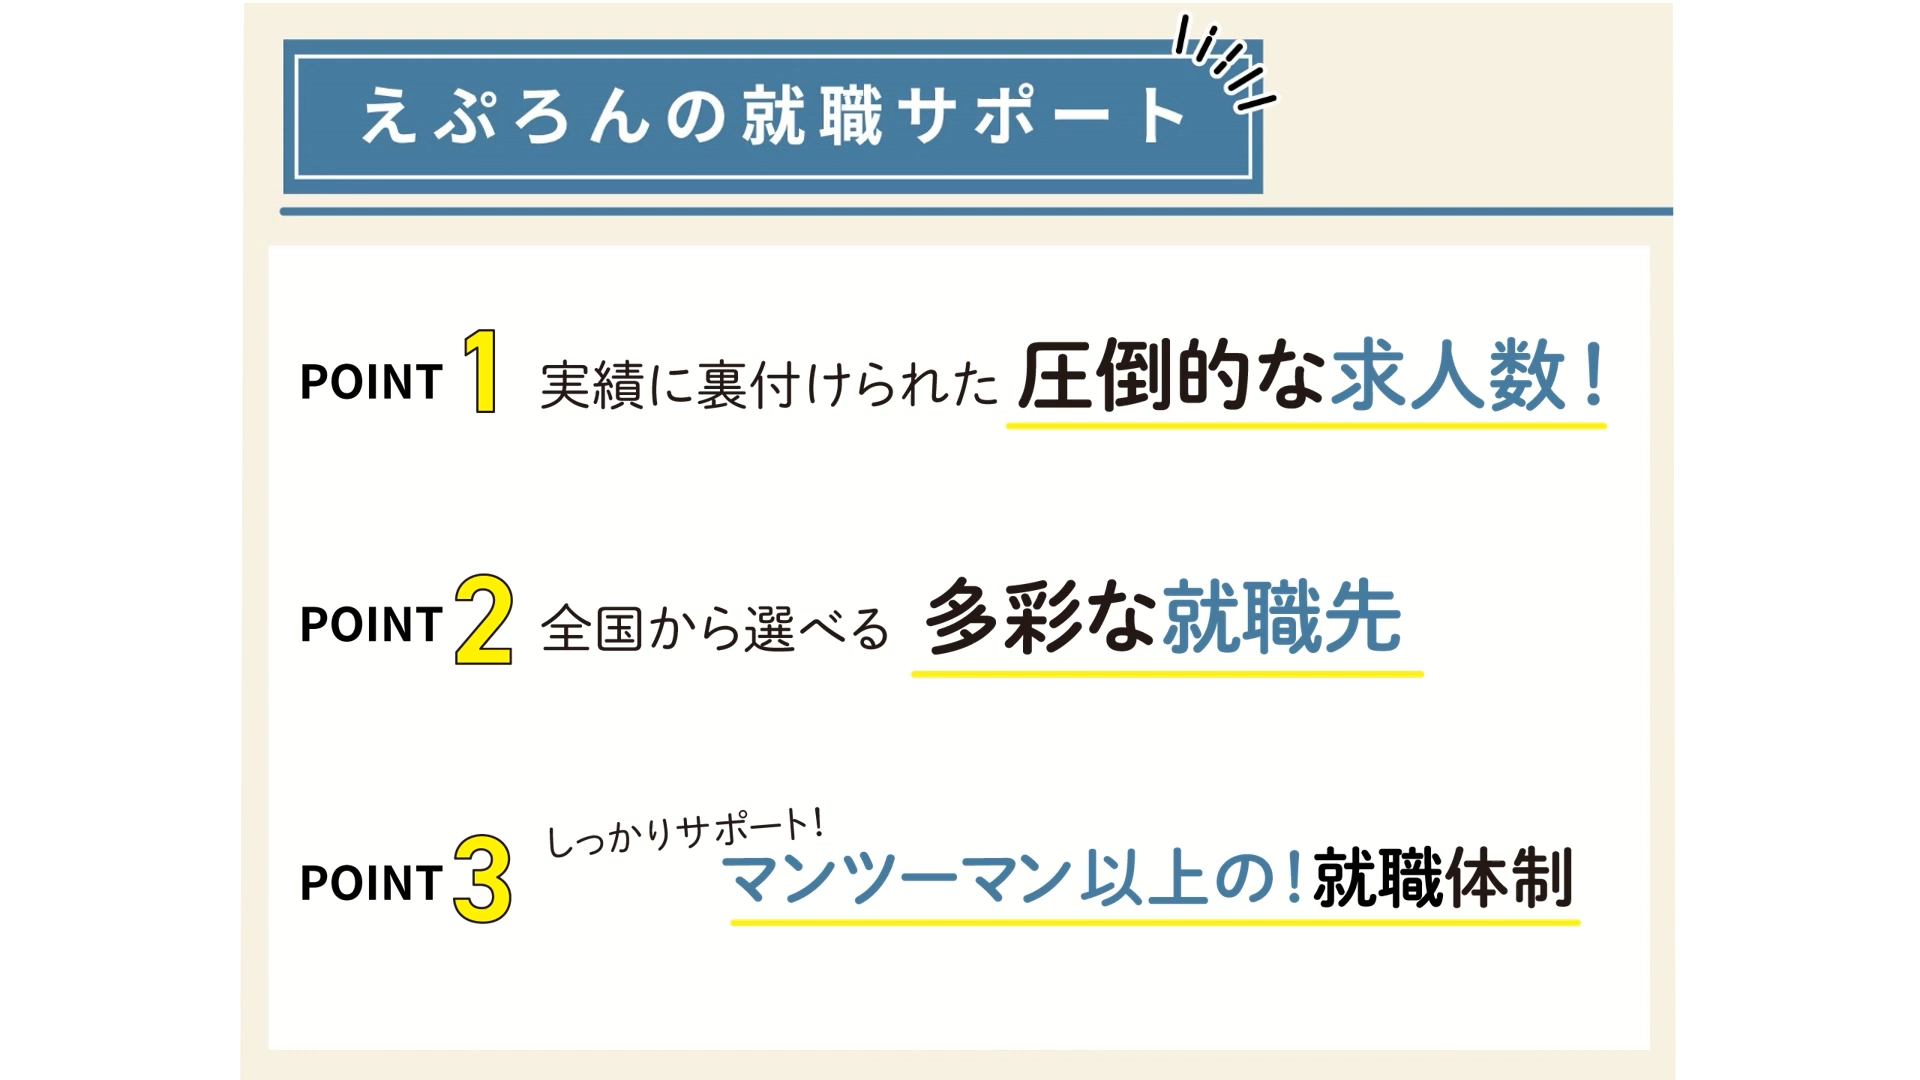 えぷろんの就職サポート
POINT 1 実績に裏付けられた 圧倒的な求人数！
POINT 2 全国から選べる 多彩な就職先
POINT 3 しっかりサポート！
マンツーマン以上の！就職体制